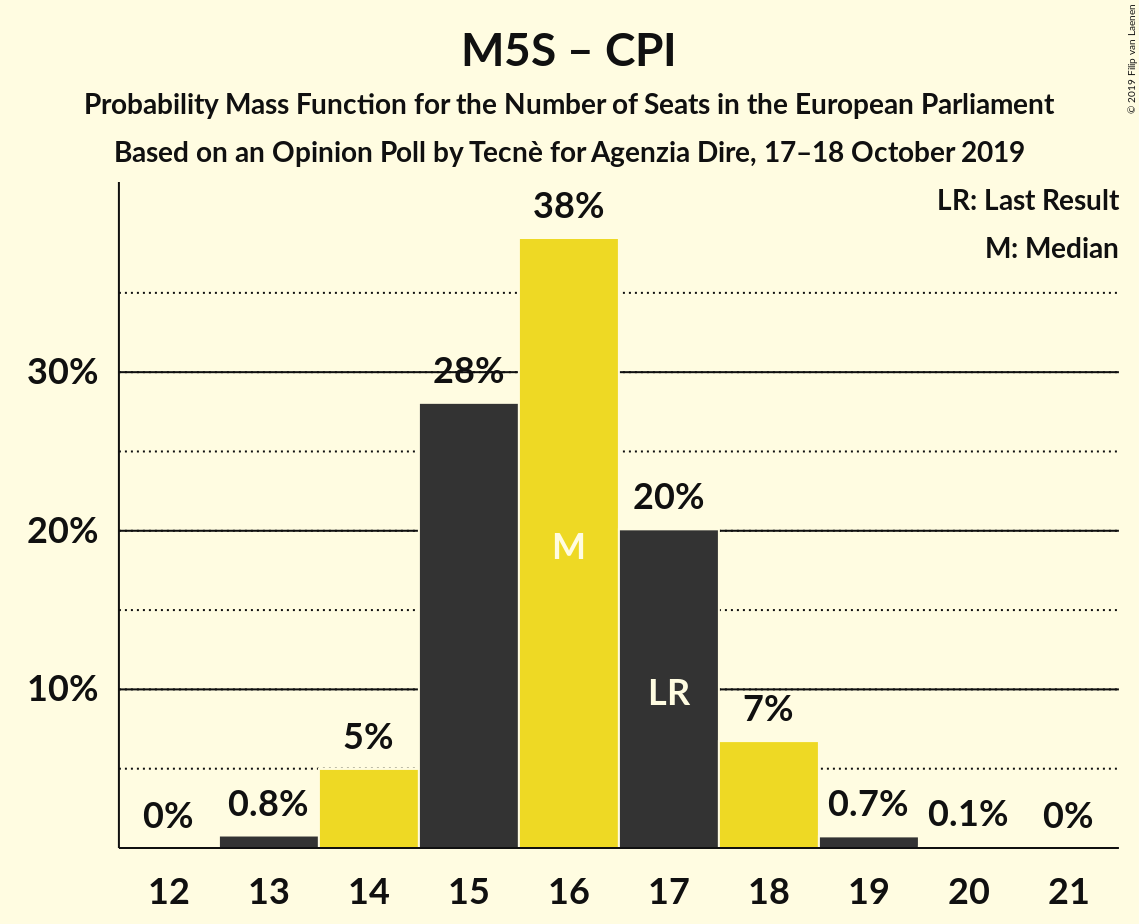 M5S – CPI
Probability Mass Function for the Number of Seats in the European Parliament
Based on an Opinion Poll by Tecnè for Agenzia Dire, 17–18 October 2019
© 2019 Filip van Laenen
LR: Last Result
M: Median
38%
30%
28%
20%
20%
M
10%
LR
7%
5%
0%
0.8%
0.7%
0.1%
0%
12 13 14 15 16 17 18 19 20 21